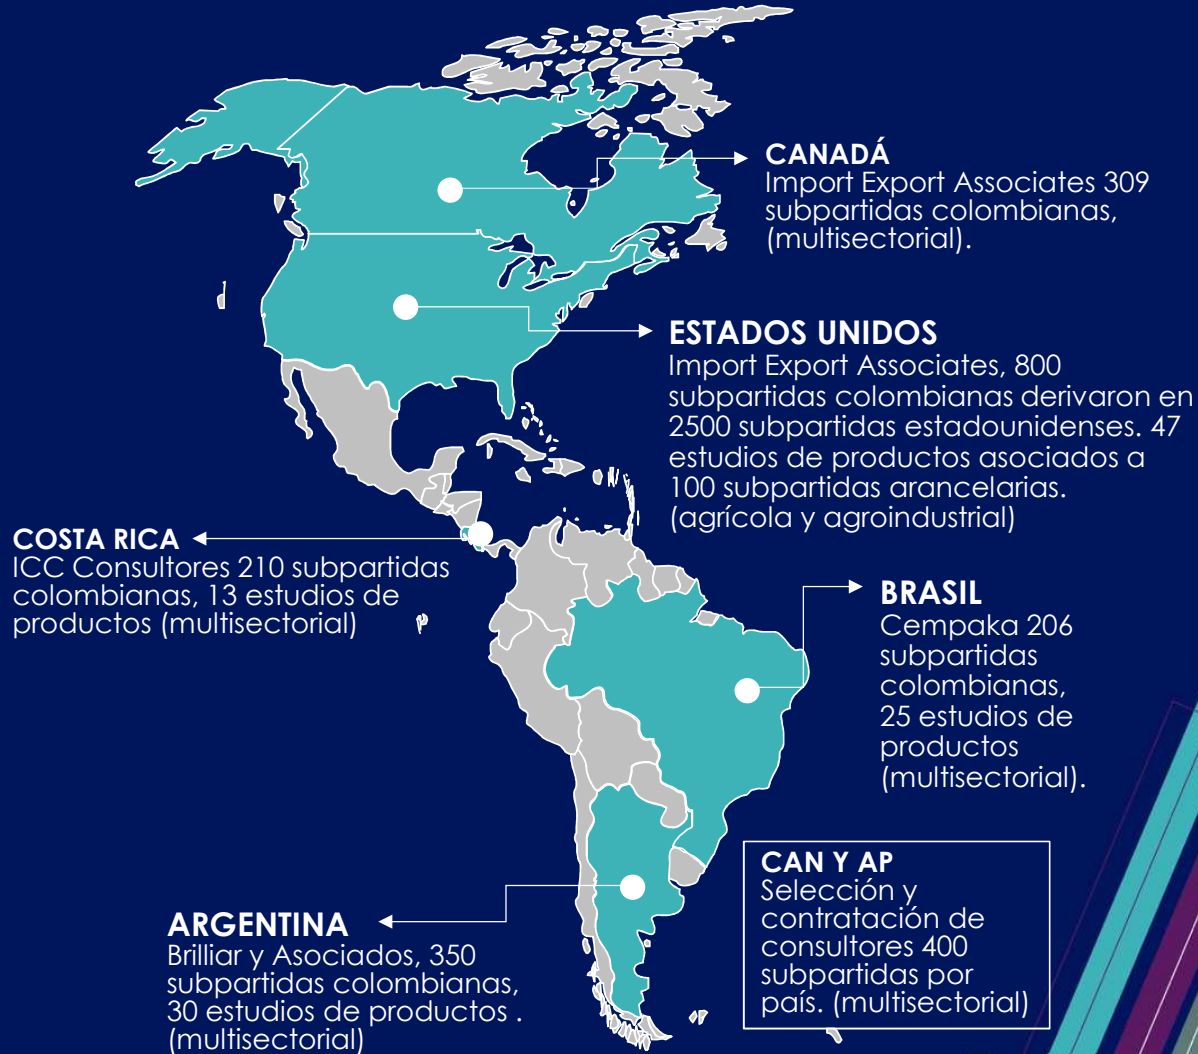 CANADÁ
Import Export Associates 309
subpartidas colombianas,
(multisectorial).
ESTADOS UNIDOS
Import Export Associates, 800
subpartidas colombianas derivaron en
2500 subpartidas estadounidenses. 47
estudios de productos asociados a
100 subpartidas arancelarias.
(agrícola y agroindustrial)
COSTA RICA
ICC Consultores 210 subpartidas
colombianas, 13 estudios de
productos (multisectorial)
BRASIL
Cempaka 206
subpartidas
colombianas,
25 estudios de
productos
(multisectorial).
CAN Y AP
Selección y
contratación de
consultores 400
subpartidas por
país. (multisectorial)
ARGENTINA
Brilliar y Asociados, 350
subpartidas colombianas,
30 estudios de productos .
(multisectorial)